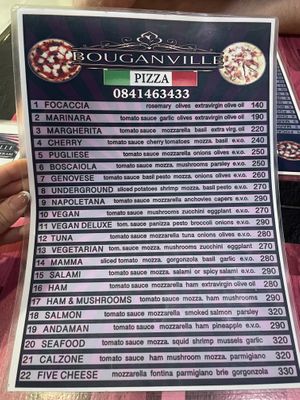 BOUGANVILLE
PIZZA
0841463433
1 FOCACCIA rosemary olives extravirgin olive oil 140
2 MARINARA tomato sauce garlic olives extravirgin olive oil 190
3 MARGHERITA tomato sauce mozzarella basil extra virg. oil 220
4 CHERRY tomato sauce cherry tomatoes mozza. basil e.v.o. 250
5 PUGLIESE tomato sauce mozzarella onions olives e.v.o. 250
6 BOSCAIOLA tomato sauce mozza. mushrooms parsley e.v.o. 250
7 GENOVESE tomato sauce basil pesto mozza. onions olives 260
8 UNDERGROUND sliced potatoes shrimp mozza. basil pesto e.v.o. 270
9 NAPOLETANA tomato sauce mozzarella anchovies capers e.v.o. 290
10 VEGAN tomato sauce mushrooms zucchini eggplant e.v.o. 260
11 VEGAN DELUXE tom. sauce panizza pesto broccoli onions e.v.o. 290
12 TUNA tomato sauce mozzarella tuna onions olives e.v.o. 280
13 VEGETARIAN tom. sauce mozza. mushrooms zucchini eggplant 270
14 MAMMA sliced tomato mozza. gorgonzola basil garlic e.v.o. 280
15 SALAMI tomato sauce mozza. salami or spicy salami e.v.o. 290
16 HAM tomato sauce mozzarella ham extravirgin olive oil 280
17 HAM & MUSHROOMS tomato sauce mozza. ham mushrooms 290
18 SALMON tomato sauce mozzarella smoked salmon parsley 320
19 ANDAMAN tomato sauce mozzarella ham pineapple e.v.o. 290
20 SEAFOOD tomato sauce mozza. squid shrimp mussels garlic 320
21 CALZONE tomato sauce ham mushroom mozza. parmigiano 320
22 FIVE CHEESE mozzarella fontina parmigiano brie gorgonzola 330